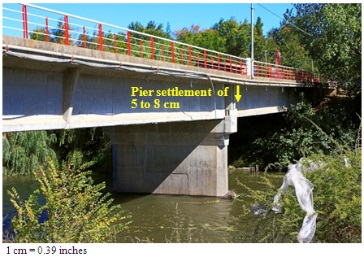 Pier settlement of
5 to 8 cm
1 cm = 0.39 inches